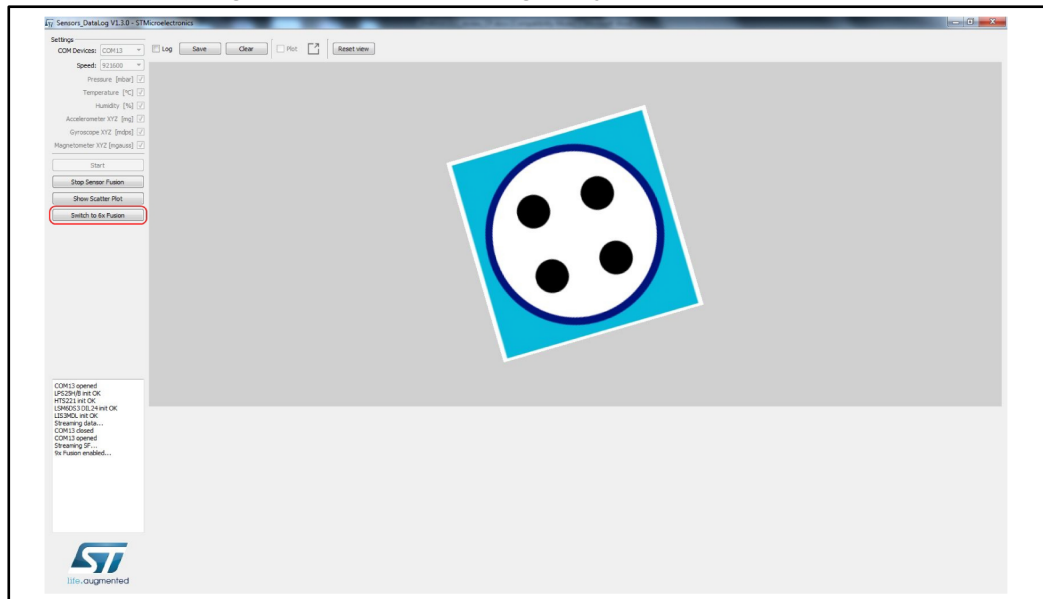 Sensors_DataLog V1.3.0 - STMicroelectronics
Settings
COM Devices: COM13
Log Save Clear Plot Reset view
Speed: 921600
Pressure [mbar]
Temperature [°C]
Humidity [%]
Accelerometer XYZ [mg]
Gyroscope XYZ [mdps]
Magnetometer XYZ [mgauss]
Start
Stop Sensor Fusion
Show Scatter Plot
Switch to 6x Fusion
COM13 opened
LPS25H/B init OK
HTS221 init OK
LSM6DS3 DIL24 init OK
LIS3MDL init OK
Streaming data...
COM13 closed
COM13 opened
Streaming SF...
9x Fusion enabled...
ST
life.augmented